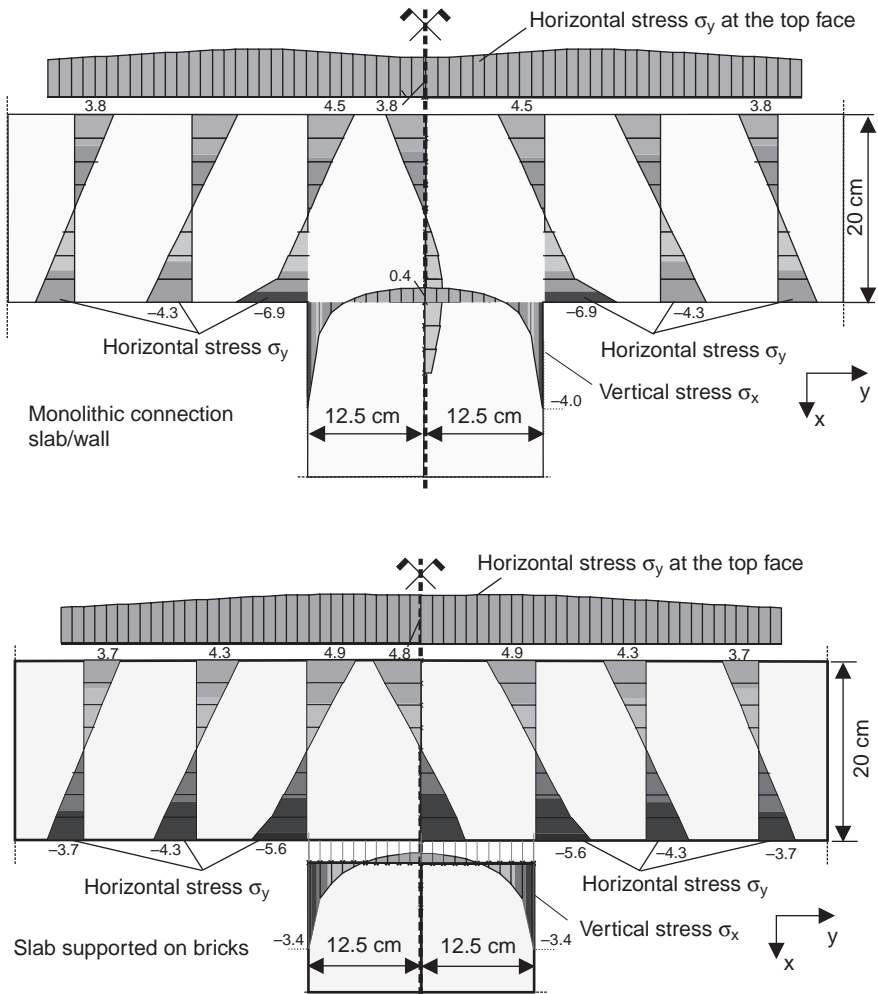 Horizontal stress σy at the top face
3.8 4.5 3.8 4.5 3.8
20 cm
0.4
–4.3 –6.9 –6.9 –4.3
Horizontal stress σy Horizontal stress σy
Vertical stress σx
–4.0
y
x
Monolithic connection
slab/wall
12.5 cm 12.5 cm
Horizontal stress σy at the top face
3.7 4.3 4.9 4.8 4.9 4.3 3.7
20 cm
–3.7 –4.3 –5.6 –5.6 –4.3 –3.7
Horizontal stress σy Horizontal stress σy
Vertical stress σx
y
x
Slab supported on bricks
–3.4 12.5 cm 12.5 cm –3.4